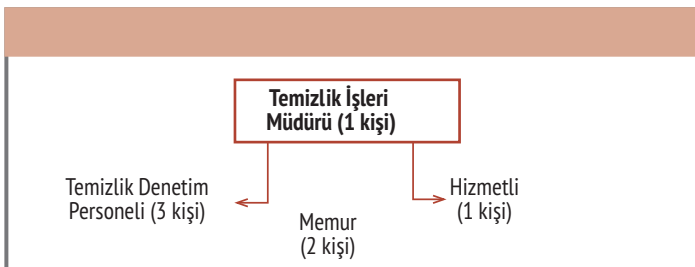 Temizlik İşleri
Müdürü (1 kişi)
Temizlik Denetim
Personeli (3 kişi)
Memur
(2 kişi)
Hizmetli
(1 kişi)